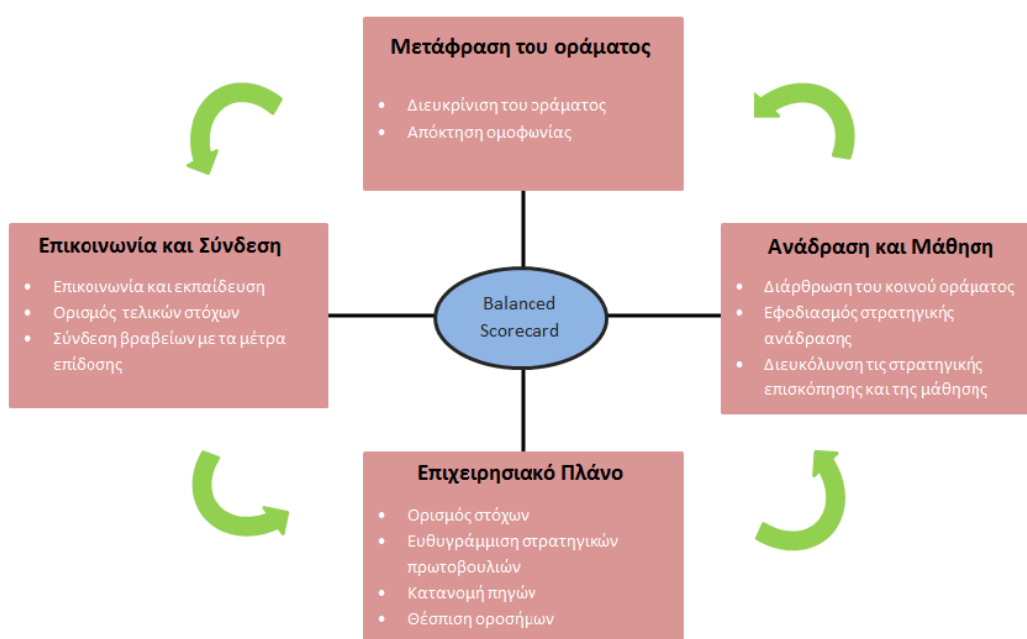 Μετάφραση του οράματος
• Διευκρίνιση του οράματος
• Απόκτηση ομοφωνίας
Επικοινωνία και Σύνδεση
• Επικοινωνία και εκπαίδευση
• Ορισμός τελικών στόχων
• Σύνδεση βραβείων με τα μέτρα
επίδοσης
Balanced
Scorecard
Ανάδραση και Μάθηση
• Διάρθρωση του κοινού οράματος
• Εφοδιασμός στρατηγικής
ανάδρασης
• Διευκόλυνση τις στρατηγικής
επισκόπησης και της μάθησης
Επιχειρησιακό Πλάνο
• Ορισμός στόχων
• Ευθυγράμμιση στρατηγικών
πρωτοβουλιών
• Κατανομή πηγών
• Θέσπιση οροσήμων